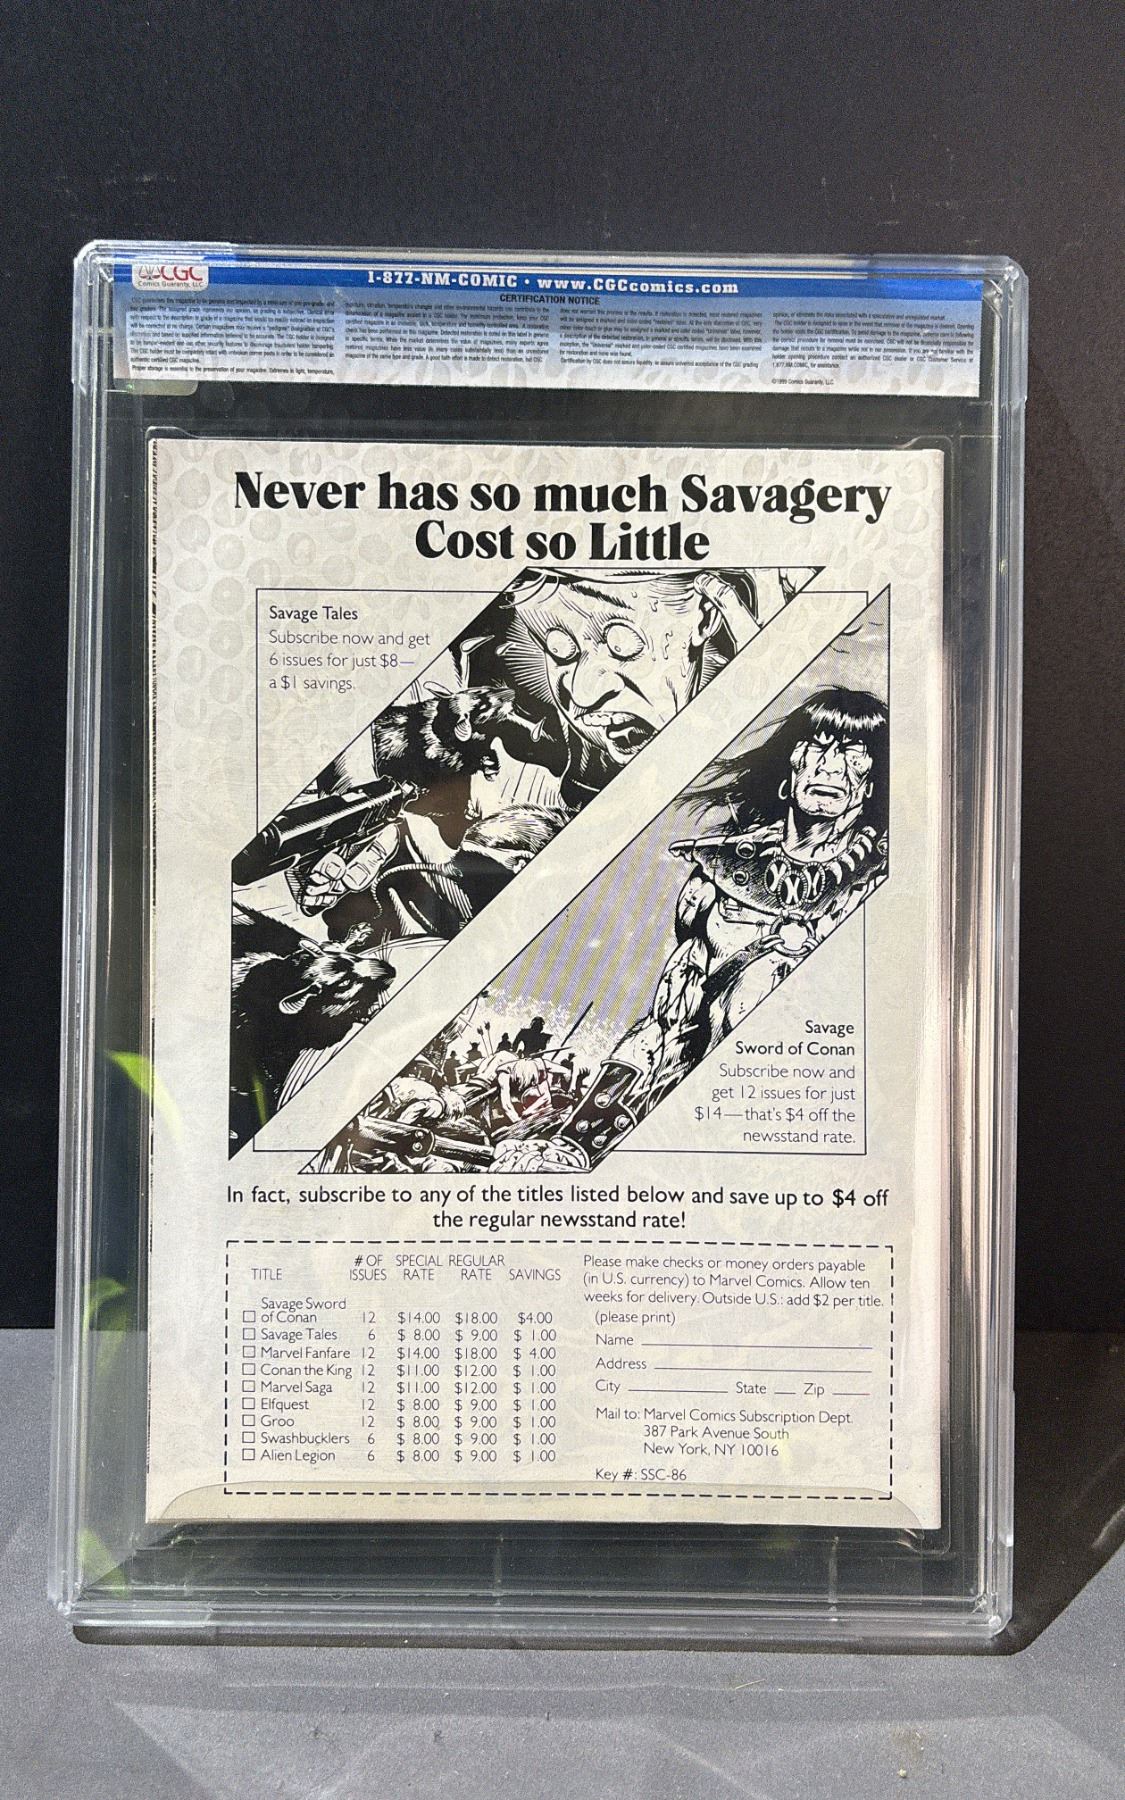 CGC
Comics Guaranty, LLC
1-877-NM-COMIC • www.CGCcomics.com
CERTIFICATION NOTICE
©1999 Comics Guaranty, LLC
Never has so much Savagery
Cost so Little
Savage Tales
Subscribe now and get
6 issues for just $8—
a $1 savings.
Savage
Sword of Conan
Subscribe now and
get 12 issues for just
$14—that's $4 off the
newsstand rate.
In fact, subscribe to any of the titles listed below and save up to $4 off
the regular newsstand rate!
# OF SPECIAL REGULAR
TITLE ISSUES RATE RATE SAVINGS
Savage Sword
of Conan 12 $14.00 $18.00 $4.00
Savage Tales 6 $ 8.00 $ 9.00 $ 1.00
Marvel Fanfare 12 $14.00 $18.00 $ 4.00
Conan the King 12 $11.00 $12.00 $ 1.00
Marvel Saga 12 $11.00 $12.00 $ 1.00
Elfquest 12 $ 8.00 $ 9.00 $ 1.00
Groo 12 $ 8.00 $ 9.00 $ 1.00
Swashbucklers 6 $ 8.00 $ 9.00 $ 1.00
Alien Legion 6 $ 8.00 $ 9.00 $ 1.00
Please make checks or money orders payable
(in U.S. currency) to Marvel Comics. Allow ten
weeks for delivery. Outside U.S.: add $2 per title.
(please print)
Name
Address
City State Zip
Mail to: Marvel Comics Subscription Dept.
387 Park Avenue South
New York, NY 10016
Key #: SSC-86